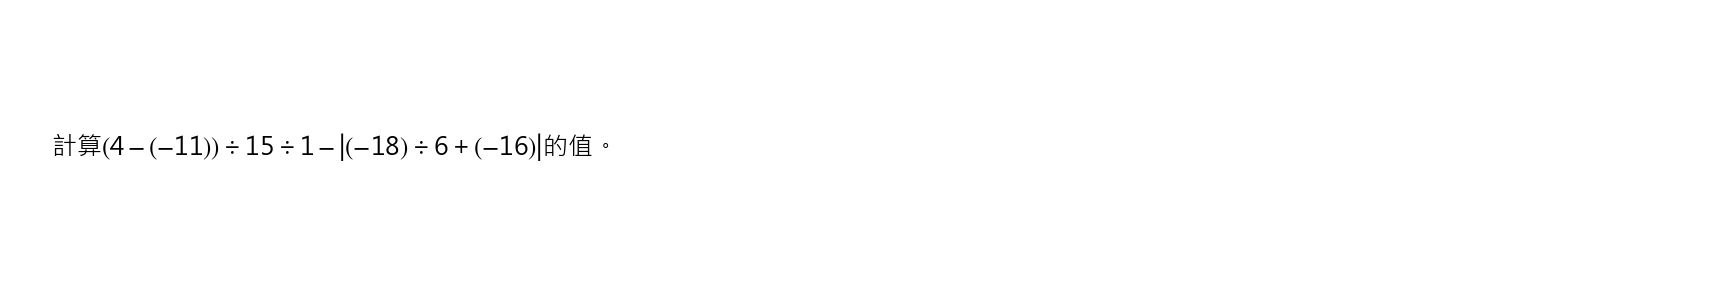 計算(4 − (−11)) ÷ 15 ÷ 1 − |(−18) ÷ 6 + (−16)|的值。